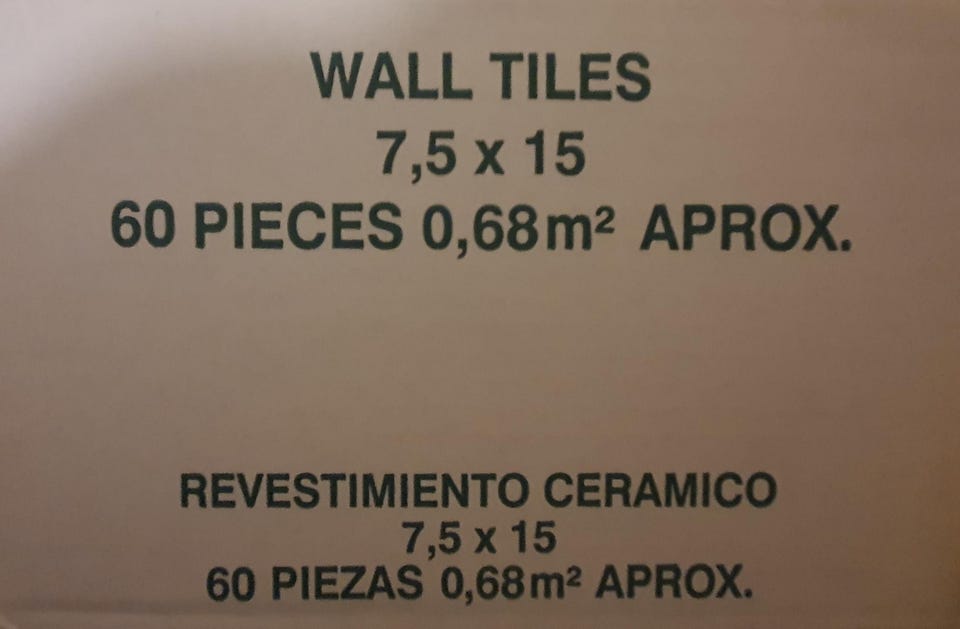 WALL TILES
7,5 x 15
60 PIECES 0,68m² APROX.
REVESTIMIENTO CERAMICO
7,5 x 15
60 PIEZAS 0,68m² APROX.